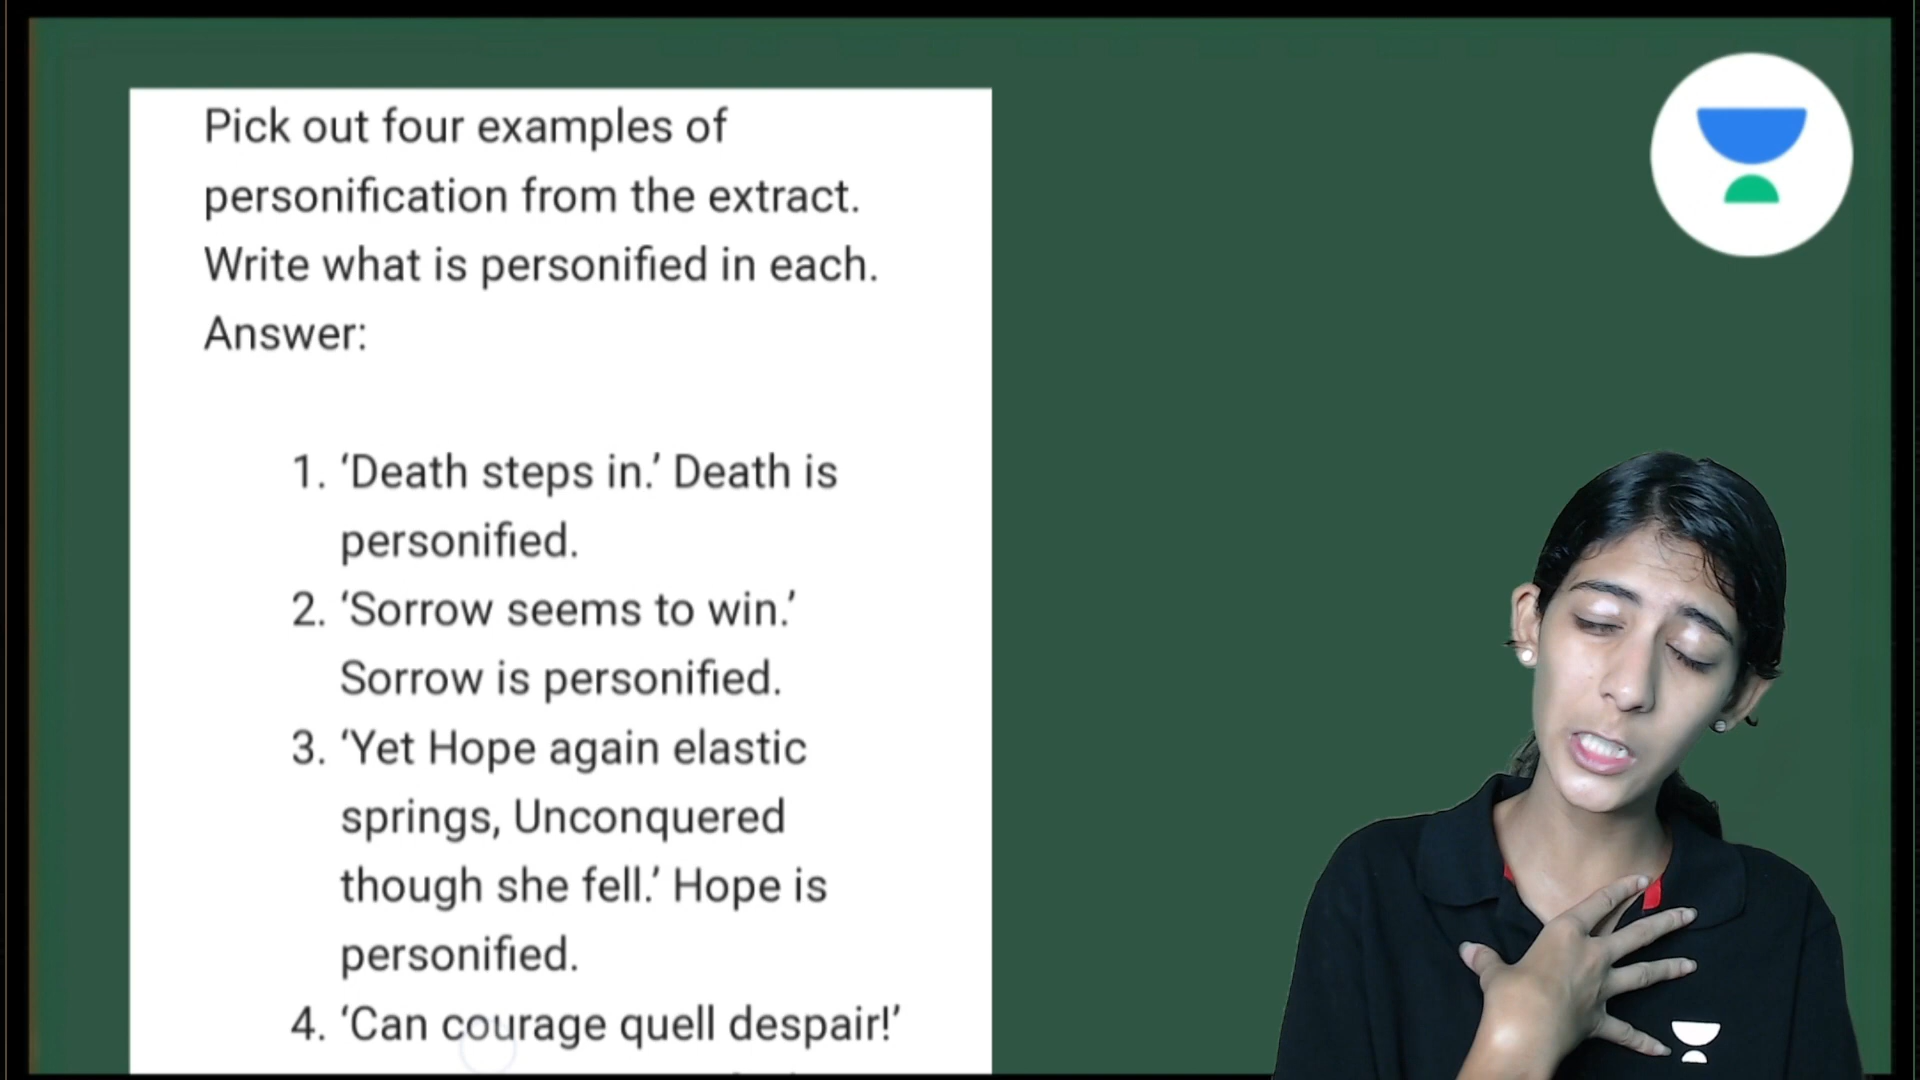 Pick out four examples of
personification from the extract.
Write what is personified in each.
Answer:
1. ‘Death steps in.’ Death is
personified.
2. ‘Sorrow seems to win.’
Sorrow is personified.
3. ‘Yet Hope again elastic
springs, Unconquered
though she fell.’ Hope is
personified.
4. ‘Can courage quell despair!’